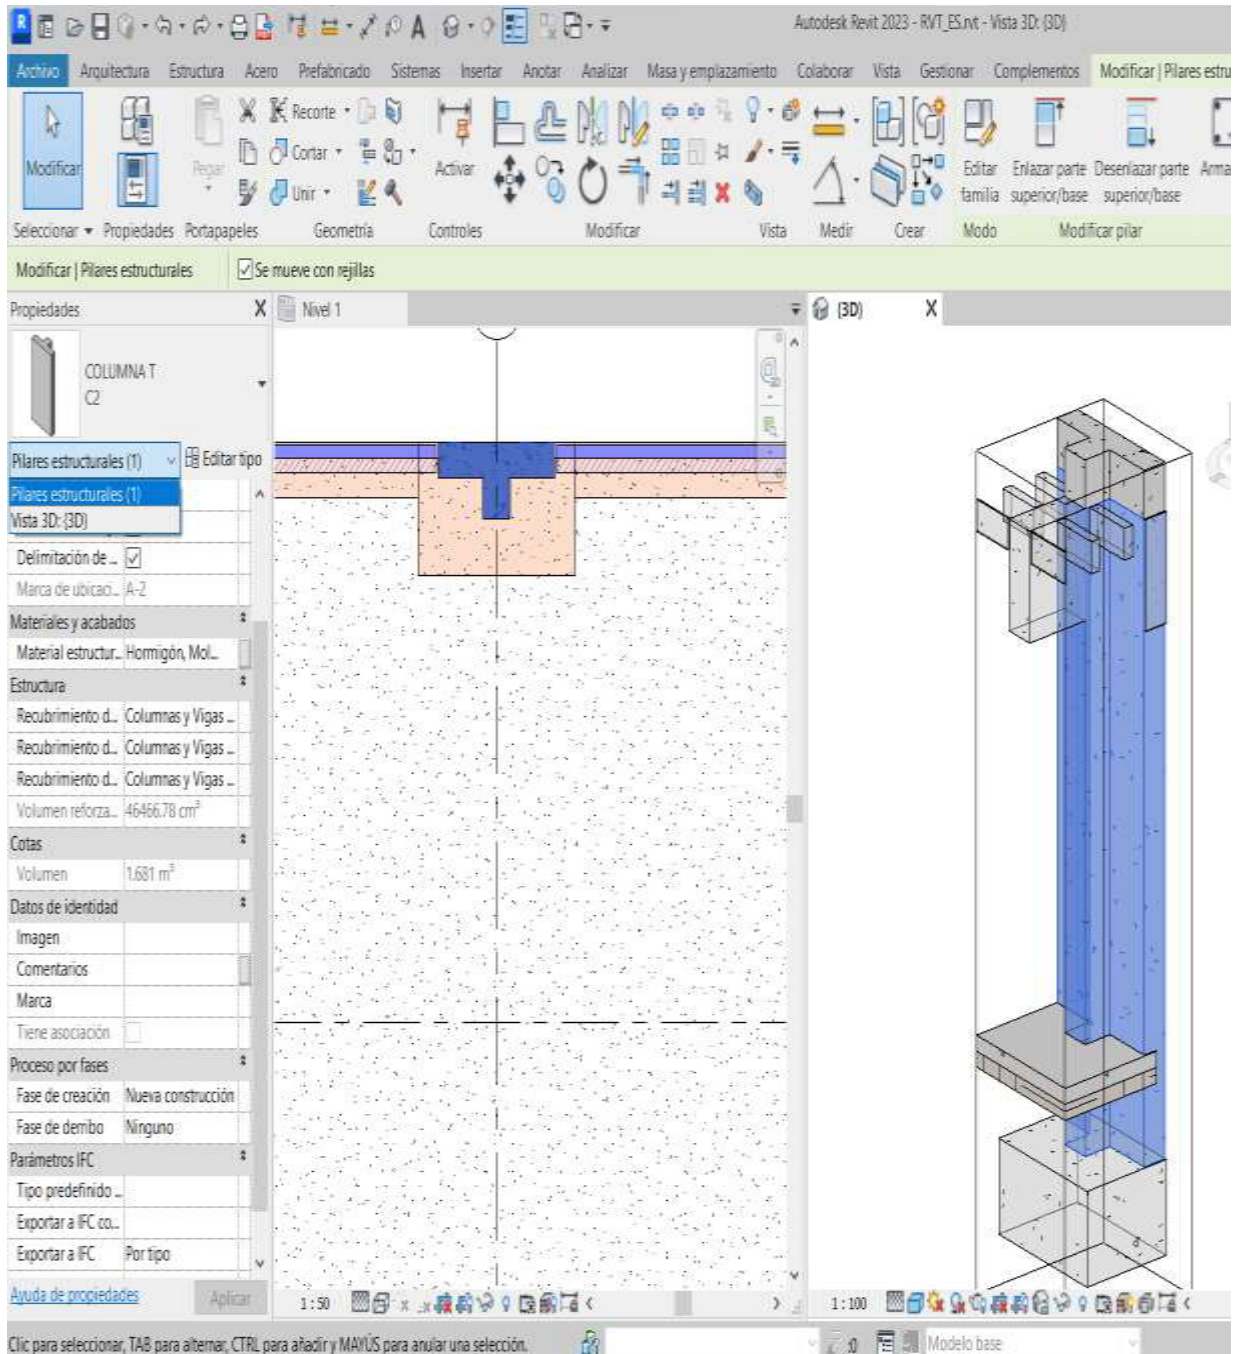 Autodesk Revit 2023 - RVT_ES.rvt - Vista 3D: {3D}
Archivo Arquitectura Estructura Acero Prefabricado Sistemas Insertar Anotar Analizar Masa y emplazamiento Colaborar Vista Gestionar Complementos Modificar | Pilares estru
Modificar
Pegar
Recorte
Cortar
Unir
Activar
Editar familia
Enlazar parte superior/base
Desenlazar parte superior/base
Arma
Seleccionar Propiedades Portapapeles Geometría Controles Modificar Vista Medir Crear Modo Modificar pilar
Modificar | Pilares estructurales Se mueve con rejillas
Propiedades X Nivel 1 {3D} X
COLUMNA T
C2
Pilares estructurales (1) Editar tipo
Pilares estructurales (1)
Vista 3D: {3D}
Delimitación de ...
Marca de ubicaci... A-2
Materiales y acabados
Material estructur... Hormigón, Mol...
Estructura
Recubrimiento d... Columnas y Vigas ...
Recubrimiento d... Columnas y Vigas ...
Recubrimiento d... Columnas y Vigas ...
Volumen reforza... 46466.78 cm³
Cotas
Volumen 1.681 m³
Datos de identidad
Imagen
Comentarios
Marca
Tiene asociación
Proceso por fases
Fase de creación Nueva construcción
Fase de derribo Ninguno
Parámetros IFC
Tipo predefinido ...
Exportar a IFC co...
Exportar a IFC Por tipo
Ayuda de propiedades Aplicar
1 : 50
1 : 100
Clic para seleccionar, TAB para alternar, CTRL para añadir y MAYÚS para anular una selección. :0 Modelo base